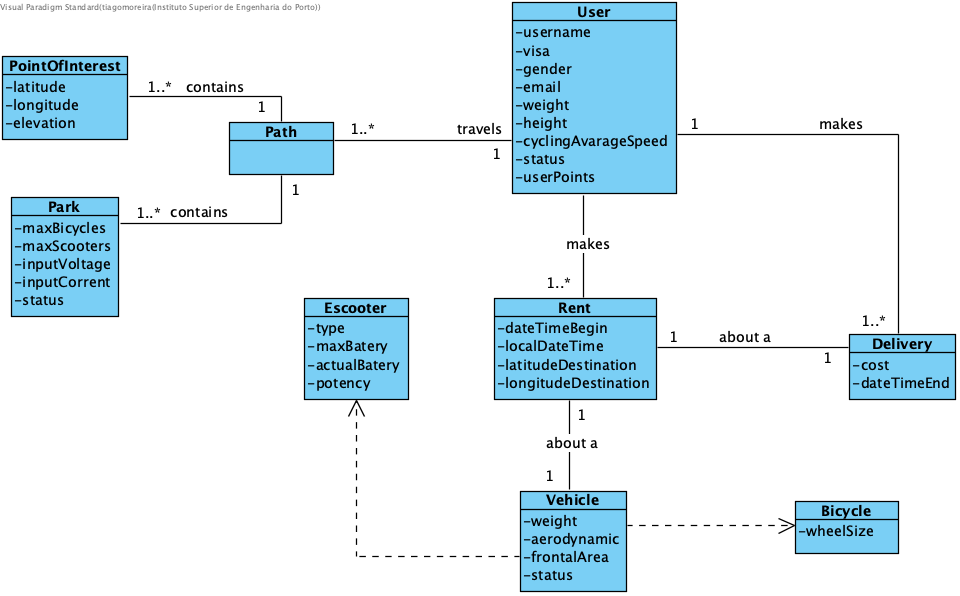 Visual Paradigm Standard(tiagomoreira(Instituto Superior de Engenharia do Porto))
User
-username
-visa
-gender
-email
-weight
-height
-cyclingAvarageSpeed
-status
-userPoints
PointOfInterest
-latitude
-longitude
-elevation
1..* contains
1
Path
1..*
travels
1
1
makes
Park
-maxBicycles
-maxScooters
-inputVoltage
-inputCorrent
-status
1..* contains
1
makes
1..*
Escooter
-type
-maxBatery
-actualBatery
-potency
Rent
-dateTimeBegin
-localDateTime
-latitudeDestination
-longitudeDestination
1
about a
1
1..*
Delivery
-cost
-dateTimeEnd
1
about a
1
Vehicle
-weight
-aerodynamic
-frontalArea
-status
Bicycle
-wheelSize